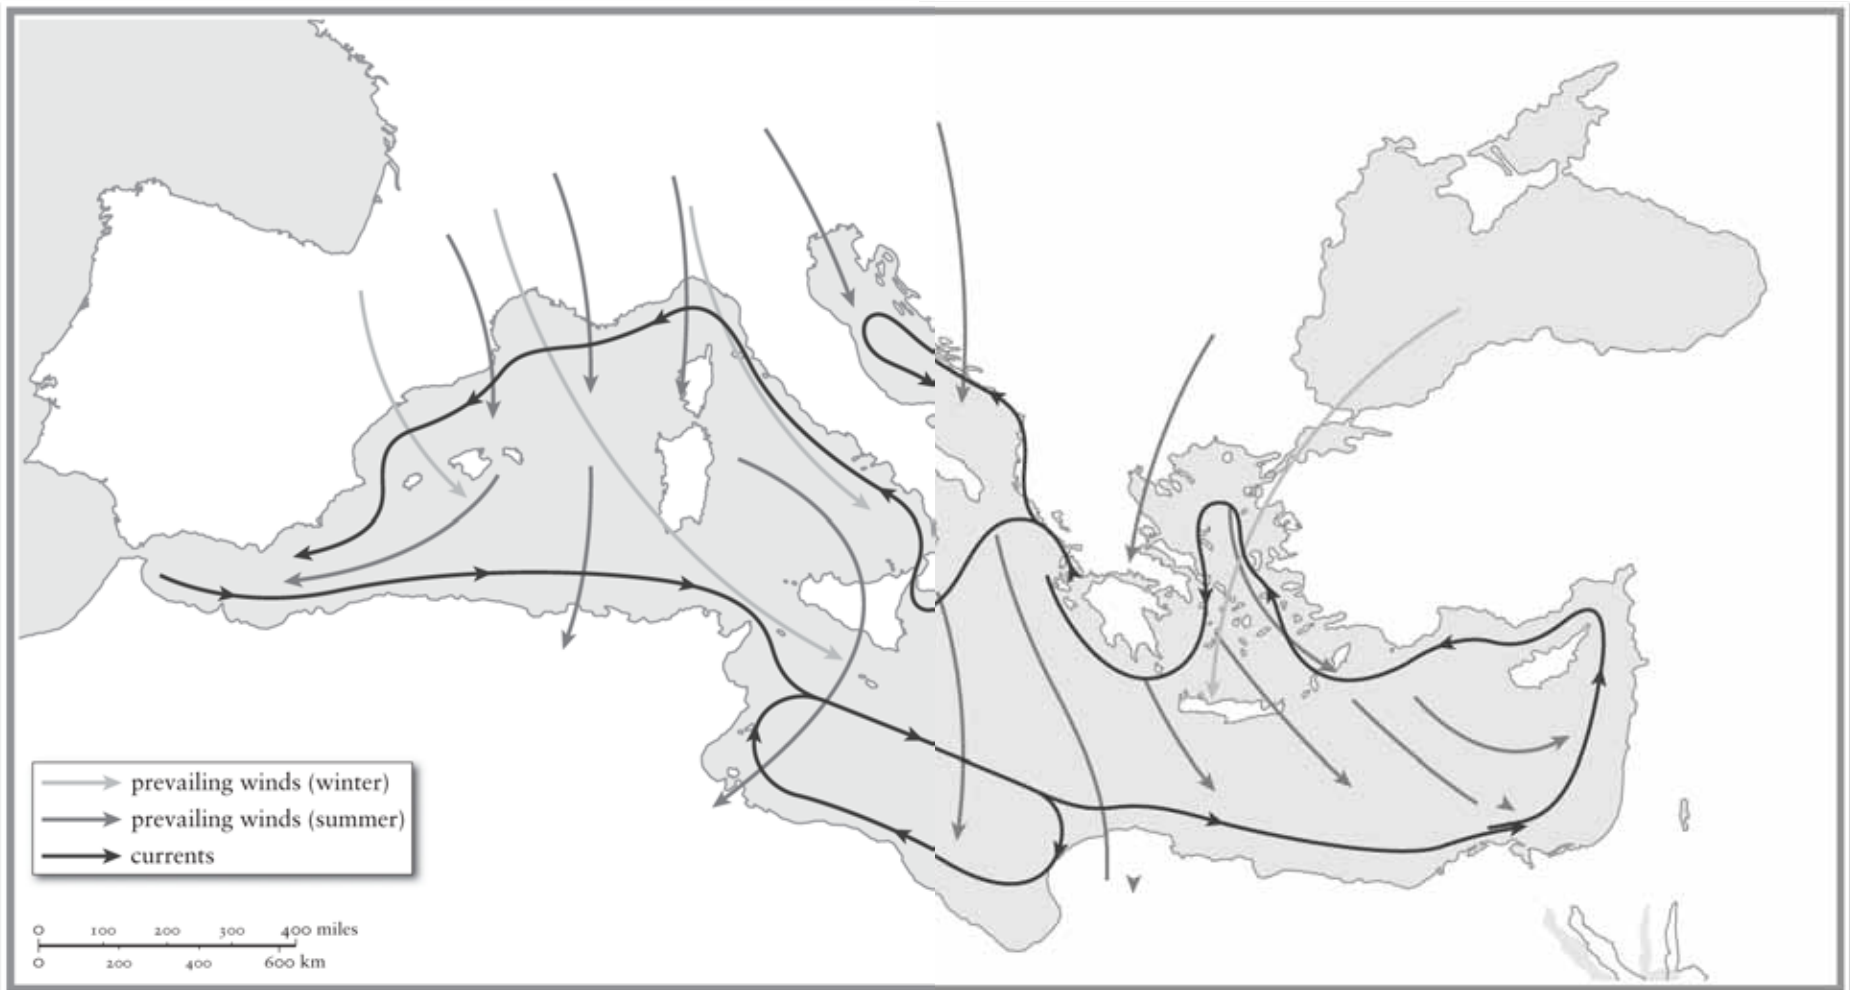 prevailing winds (winter)
prevailing winds (summer)
currents
0 100 200 300 400 miles
0 200 400 600 km